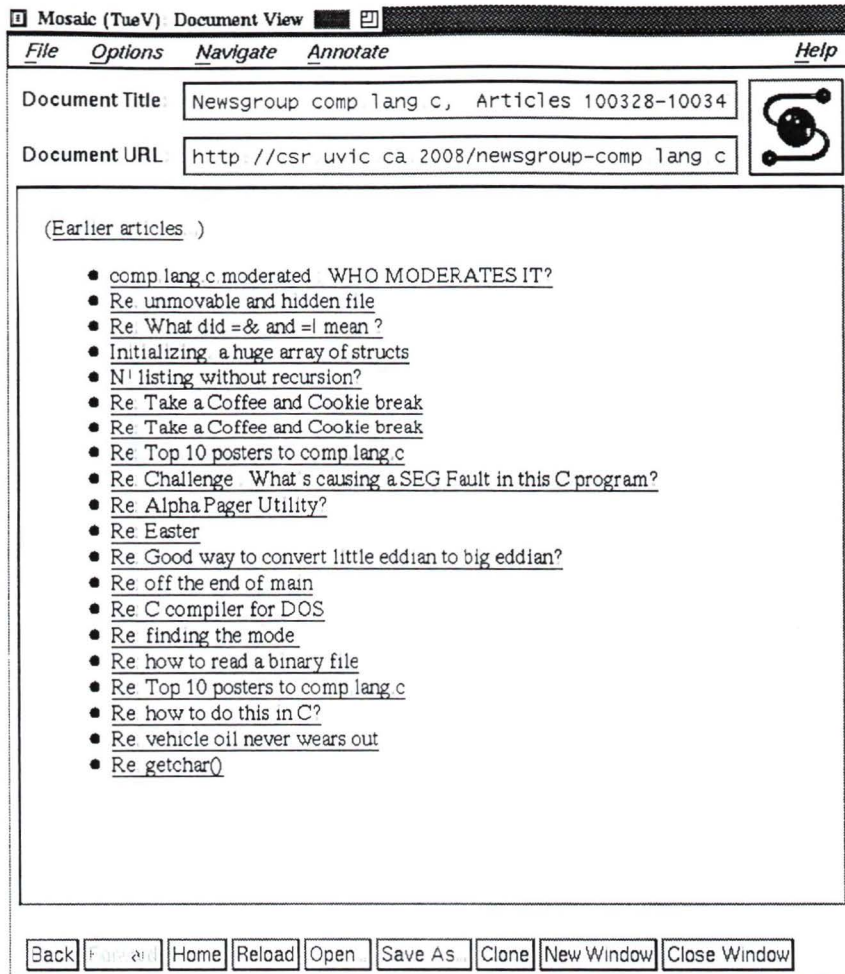 Mosaic (TueV): Document View
File Options Navigate Annotate Help
Document Title: Newsgroup comp lang c, Articles 100328-10034
Document URL: http //csr uvic ca 2008/newsgroup-comp lang c
(Earlier articles...)
comp.lang.c.moderated : WHO MODERATES IT?
Re: unmovable and hidden file
Re: What did =& and =| mean ?
Initializing a huge array of structs
N! listing without recursion?
Re: Take a Coffee and Cookie break
Re: Take a Coffee and Cookie break
Re: Top 10 posters to comp.lang.c
Re: Challenge : What's causing a SEG Fault in this C program?
Re: Alpha Pager Utility?
Re: Easter
Re: Good way to convert little eddian to big eddian?
Re: off the end of main
Re: C compiler for DOS
Re: finding the mode
Re: how to read a binary file
Re: Top 10 posters to comp.lang.c
Re: how to do this in C?
Re: vehicle oil never wears out
Re: getchar()
Back Forward Home Reload Open... Save As... Clone New Window Close Window